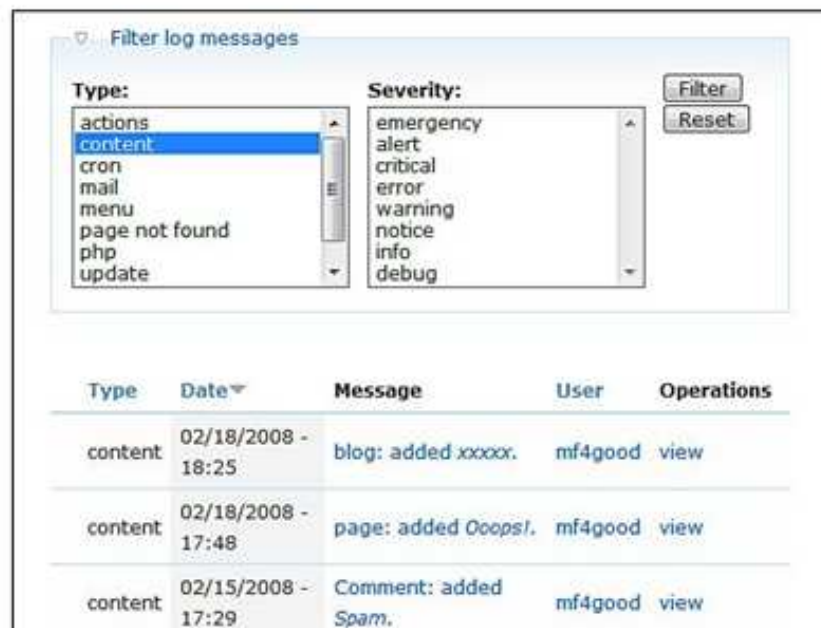 Filter log messages
Type:
Severity:
Filter
Reset
actions
content
cron
mail
menu
page not found
php
update
emergency
alert
critical
error
warning
notice
info
debug
Type Date Message User Operations
content 02/18/2008 - 18:25 blog: added xxxxx. mf4good view
content 02/18/2008 - 17:48 page: added Ooops!. mf4good view
content 02/15/2008 - 17:29 Comment: added Spam. mf4good view